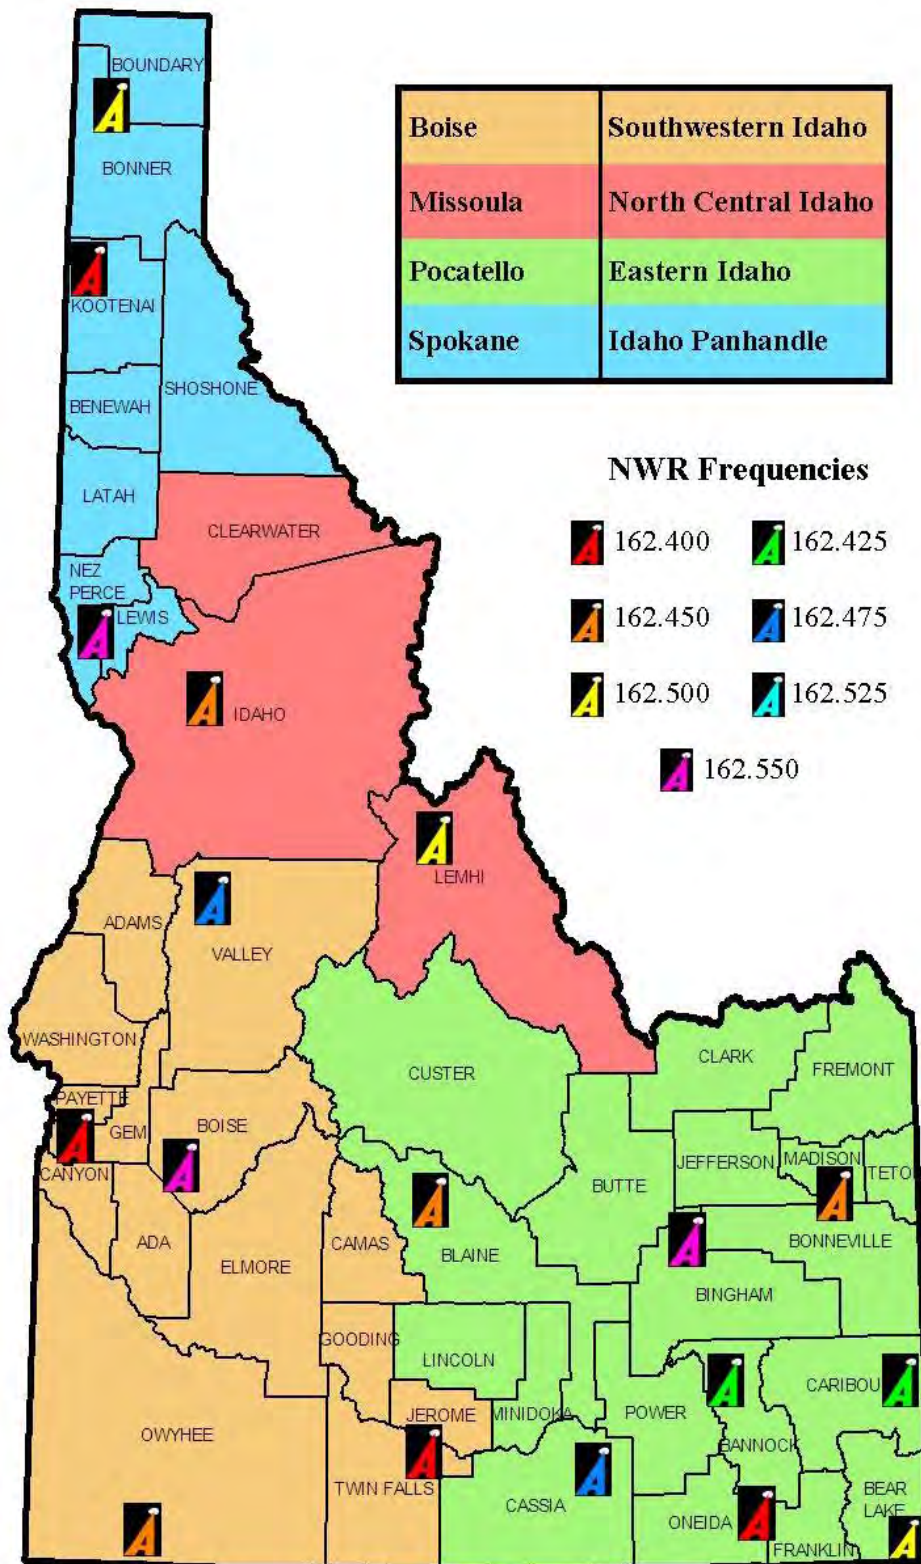 BOUNDARY
BONNER
KOOTENAI
SHOSHONE
BENEWAH
LATAH
CLEARWATER
NEZ
PERCE
LEWIS
IDAHO
LEMHI
ADAMS
VALLEY
WASHINGTON
CUSTER
CLARK
FREMONT
PAYETTE
GEM
BOISE
CANYON
JEFFERSON
MADISON
TETO
BUTTE
ADA
ELMORE
CAMAS
BLAINE
BONNEVILLE
BINGHAM
GOODING
LINCOLN
CARIBOU
JEROME
MINIDOKA
POWER
OWYHEE
BANNOCK
TWIN FALLS
CASSIA
ONEIDA
BEAR
LAKE
FRANKLIN
Boise Southwestern Idaho
Missoula North Central Idaho
Pocatello Eastern Idaho
Spokane Idaho Panhandle
NWR Frequencies
A 162.400 A 162.425
A 162.450 A 162.475
A 162.500 A 162.525
A 162.550